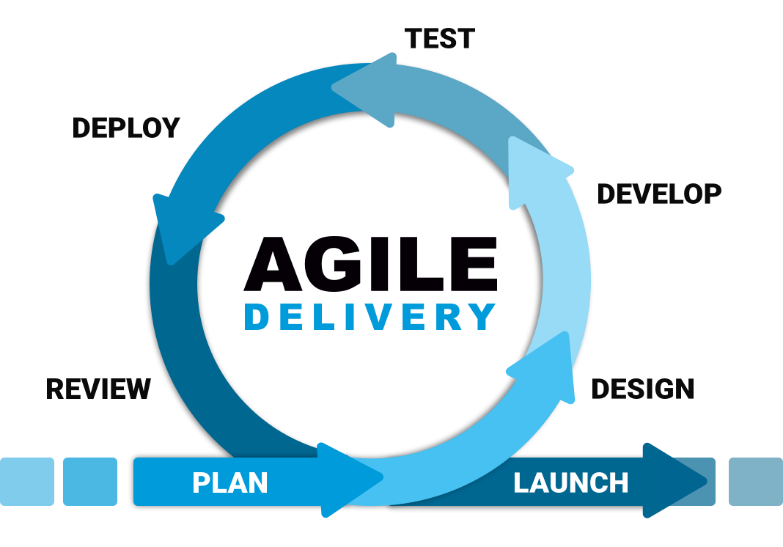 TEST
DEPLOY
DEVELOP
AGILE
DELIVERY
REVIEW
DESIGN
PLAN
LAUNCH